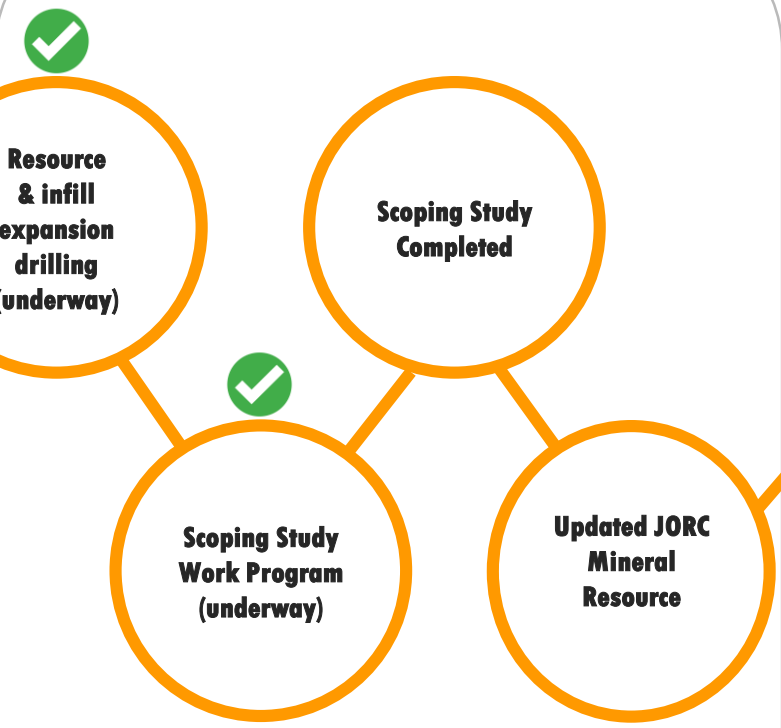 Resource
& infill
expansion
drilling
(underway)
Scoping Study
Completed
Scoping Study
Work Program
(underway)
Updated JORC
Mineral
Resource